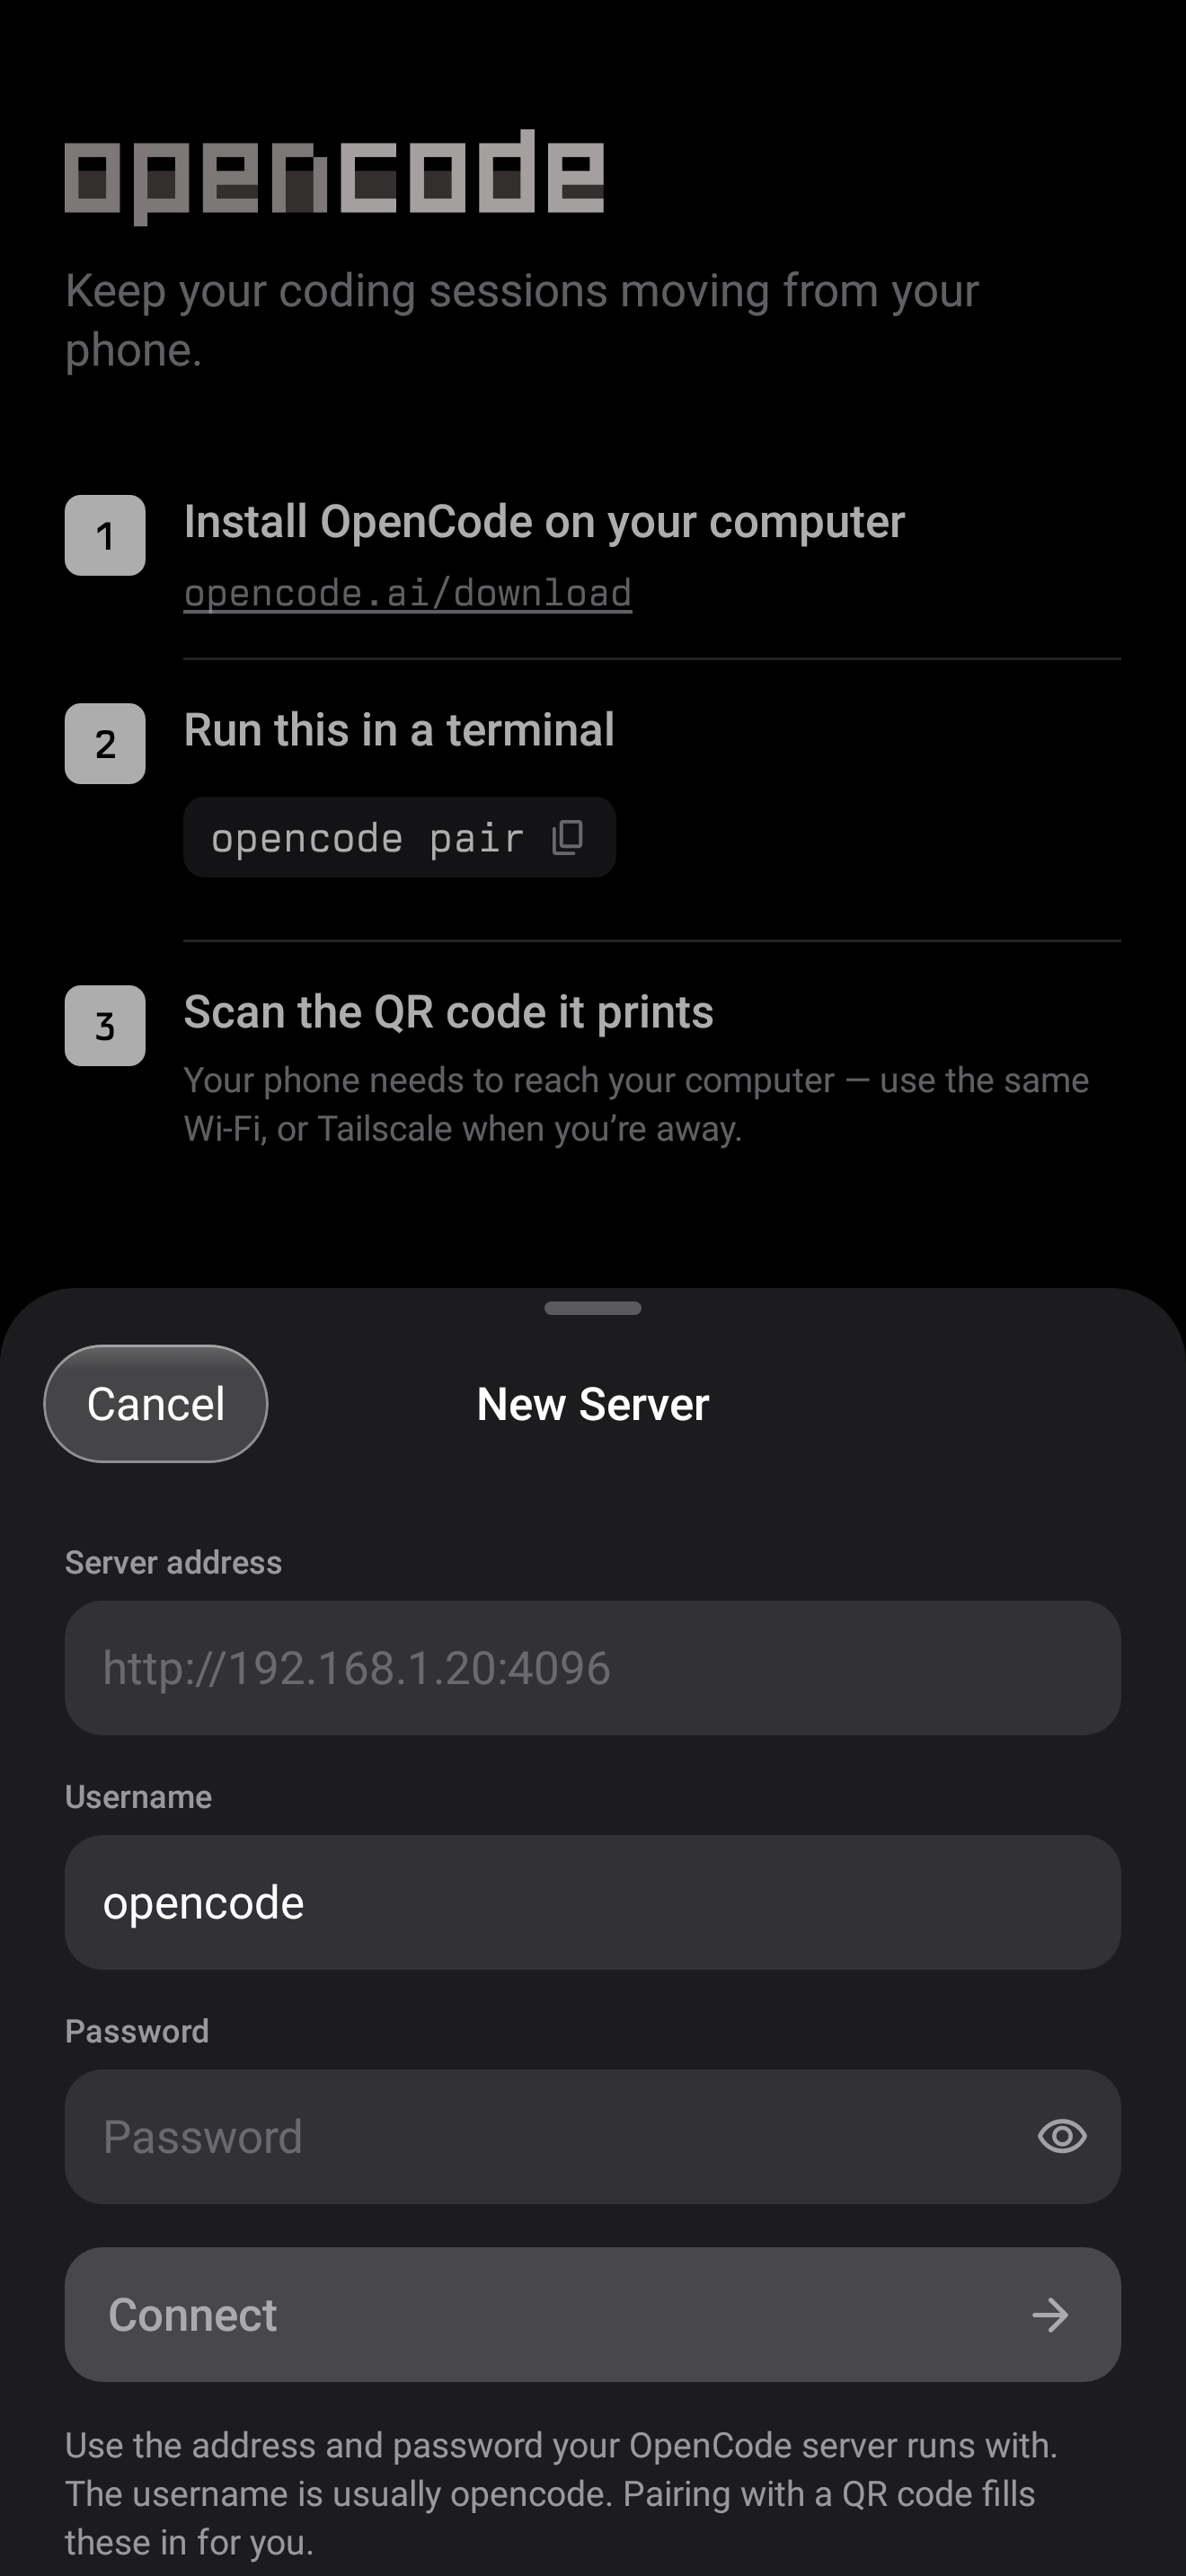 opencode
Keep your coding sessions moving from your
phone.
1
Install OpenCode on your computer
opencode.ai/download
2
Run this in a terminal
opencode pair
3
Scan the QR code it prints
Your phone needs to reach your computer — use the same
Wi-Fi, or Tailscale when you’re away.
Cancel
New Server
Server address
http://192.168.1.20:4096
Username
opencode
Password
Password
Connect
Use the address and password your OpenCode server runs with.
The username is usually opencode. Pairing with a QR code fills
these in for you.